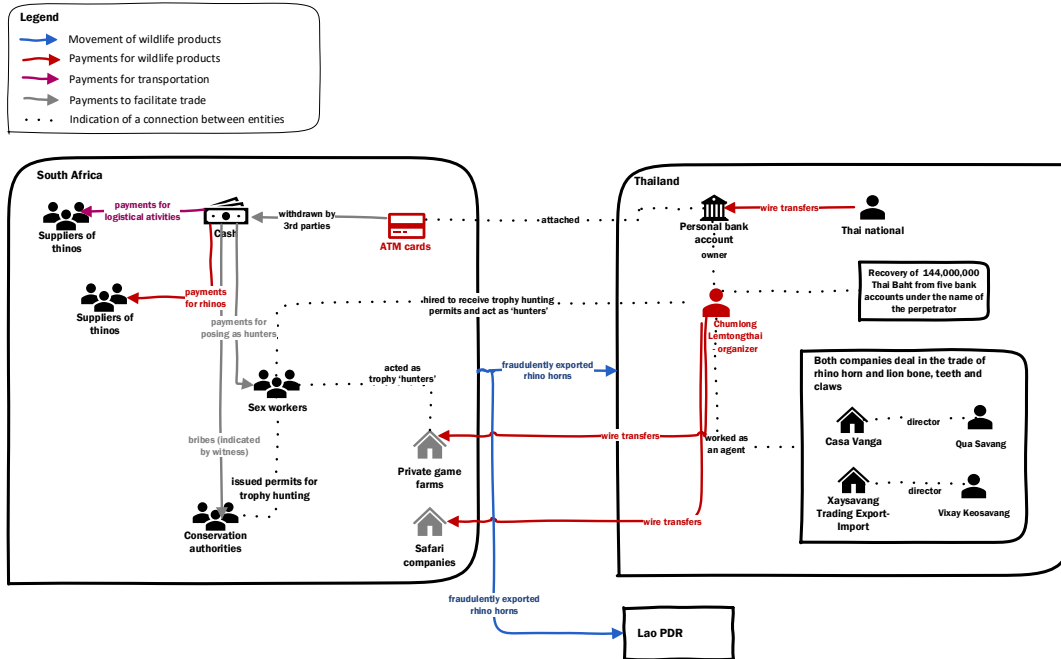 Legend
Movement of wildlife products
Payments for wildlife products
Payments for transportation
Payments to facilitate trade
Indication of a connection between entities
South Africa
payments for
logistical ativities
Suppliers of
thinos
Cash
withdrawn by
3rd parties
ATM cards
attached
Suppliers of
thinos
payments
for rhinos
payments for
posing as hunters
hired to receive trophy hunting
permits and act as ‘hunters’
Sex workers
acted as
trophy ‘hunters’
fraudulently exported
rhino horns
bribes (indicated
by witness)
issued permits for
trophy hunting
Conservation
authorities
Private game
farms
wire transfers
Safari
companies
wire transfers
fraudulently exported
rhino horns
Lao PDR
Thailand
Personal bank
account
wire transfers
Thai national
owner
Chumlong
Lemtongthai
- organizer
Recovery of 144,000,000
Thai Baht from five bank
accounts under the name of
the perpetrator
worked as
an agent
Both companies deal in the trade of
rhino horn and lion bone, teeth and
claws
Casa Vanga
director
Qua Savang
Xaysavang
Trading Export-
Import
director
Vixay Keosavang